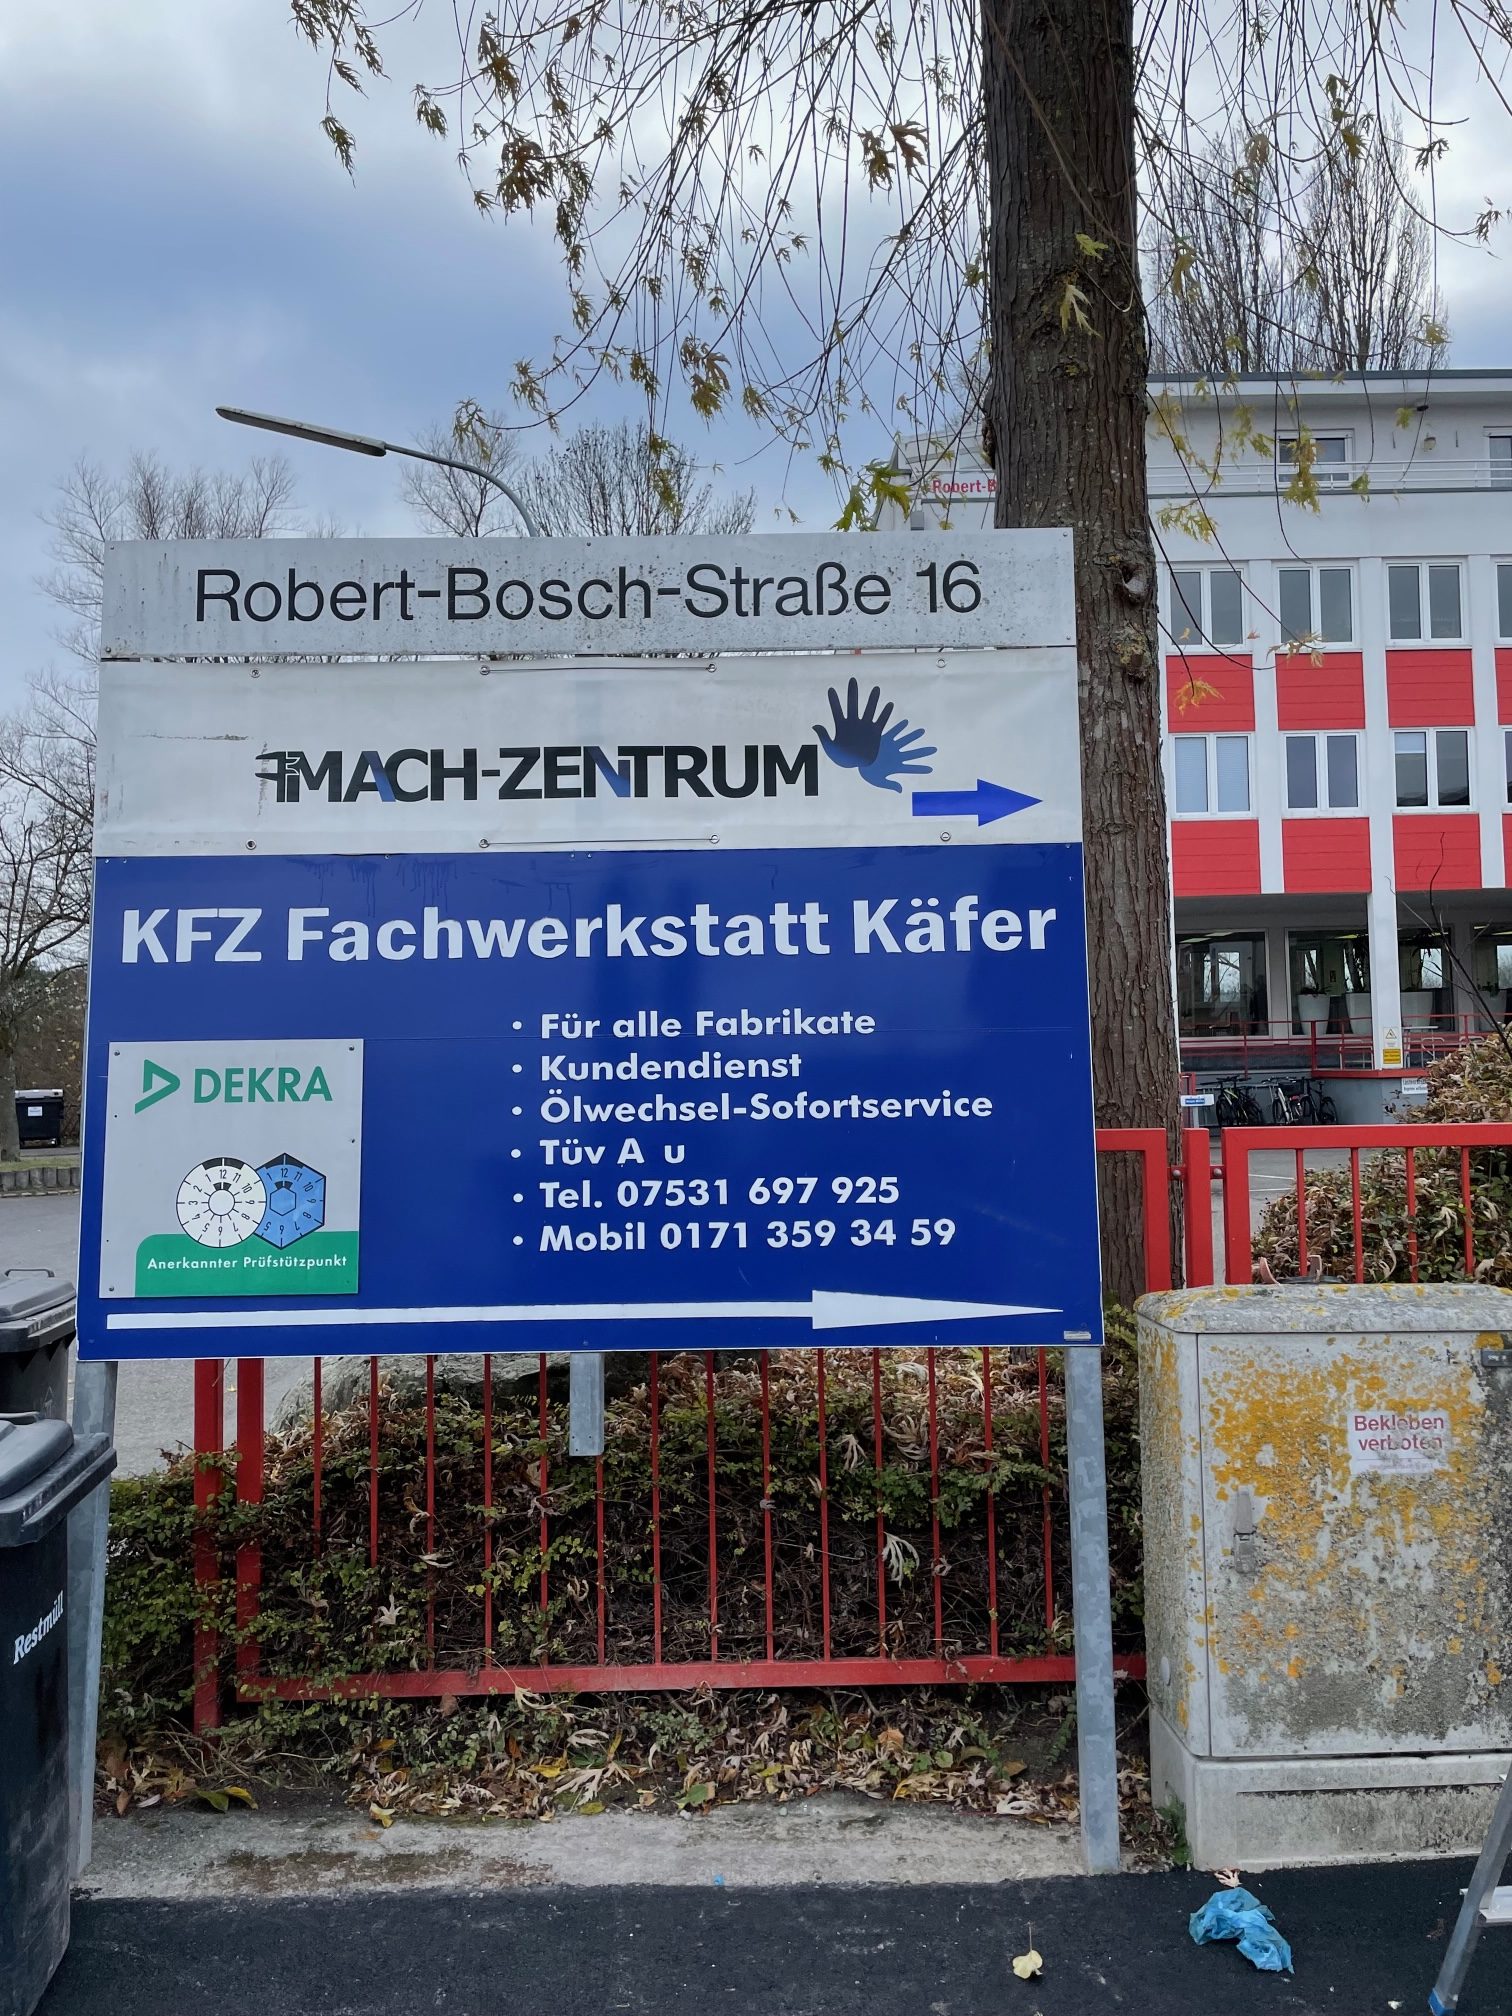 Robert-B
Robert-Bosch-Straße 16
MACH-ZENTRUM
KFZ Fachwerkstatt Käfer
• Für alle Fabrikate
• Kundendienst
• Ölwechsel-Sofortservice
• Tüv A u
• Tel. 07531 697 925
• Mobil 0171 359 34 59
DEKRA
Anerkannter Prüfstützpunkt
Bekleben
verboten
Restmüll